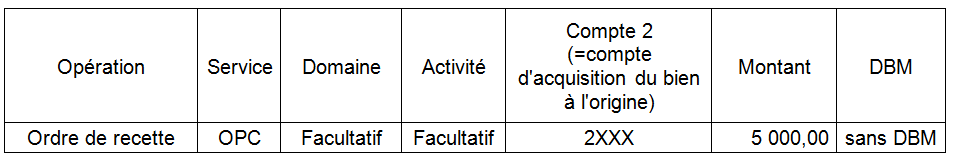 Opération Service Domaine Activité Compte 2
(=compte
d'acquisition du bien
à l'origine) Montant DBM
Ordre de recette OPC Facultatif Facultatif 2XXX 5 000,00 sans DBM